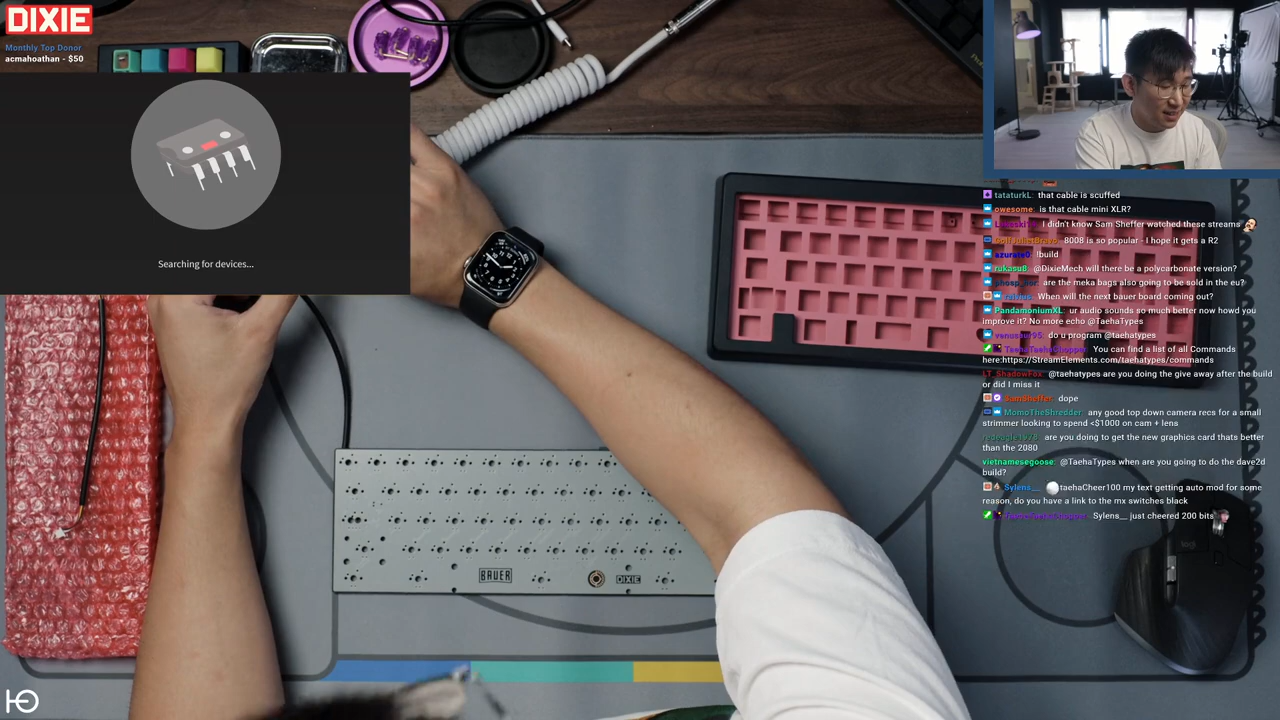 DIXIE
Monthly Top Donor
acmahoathan - $50
Searching for devices...
tataturkL: that cable is scuffed
owesome: is that cable mini XLR?
I didn't know Sam Sheffer watched these streams
8008 is so popular - I hope it gets a R2
azurate0: !build
rukasu8: @DixieMech will there be a polycarbonate version?
are the meka bags also going to be sold in the eu?
When will the next bauer board coming out?
PandamoniumXL: ur audio sounds so much better now howd you
improve it? No more echo @TaehaTypes
do u program @taehatypes
You can find a list of all Commands
here:https://StreamElements.com/taehatypes/commands
LT_ShadowFox: @taehatypes are you doing the give away after the build
or did I miss it
SamSheffer: dope
MomoTheShredder: any good top down camera recs for a small
strimmer looking to spend <$1000 on cam + lens
are you doing to get the new graphics card thats better
than the 2080
vietnamesegoose: @TaehaTypes when are you going to do the dave2d
build?
Sylens__: taehaCheer100 my text getting auto mod for some
reason, do you have a link to the mx switches black
Sylens__ just cheered 200 bits
BAUER
DIXIE
logi